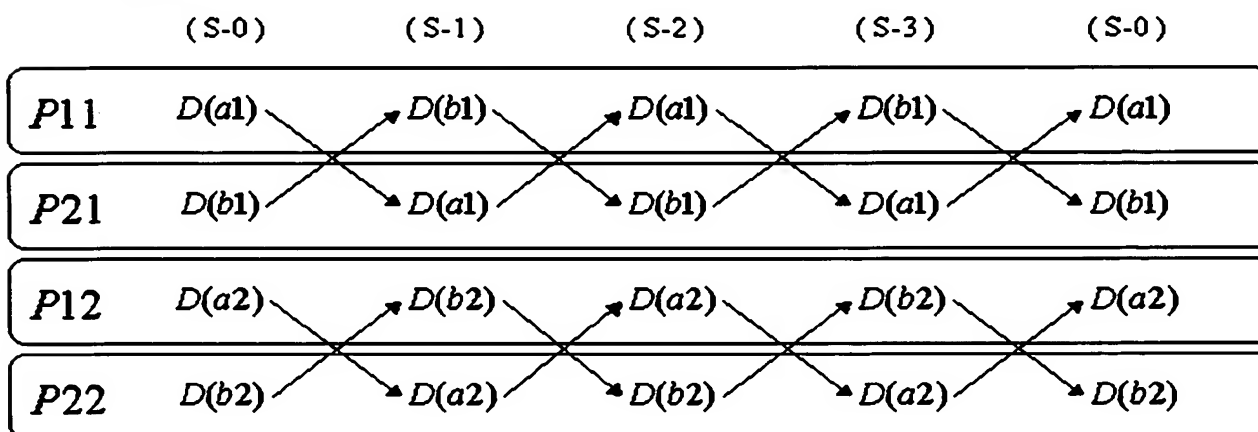 (S-0) (S-1) (S-2) (S-3) (S-0)
P11 D(a1) D(b1) D(a1) D(b1) D(a1)
P21 D(b1) D(a1) D(b1) D(a1) D(b1)
P12 D(a2) D(b2) D(a2) D(b2) D(a2)
P22 D(b2) D(a2) D(b2) D(a2) D(b2)